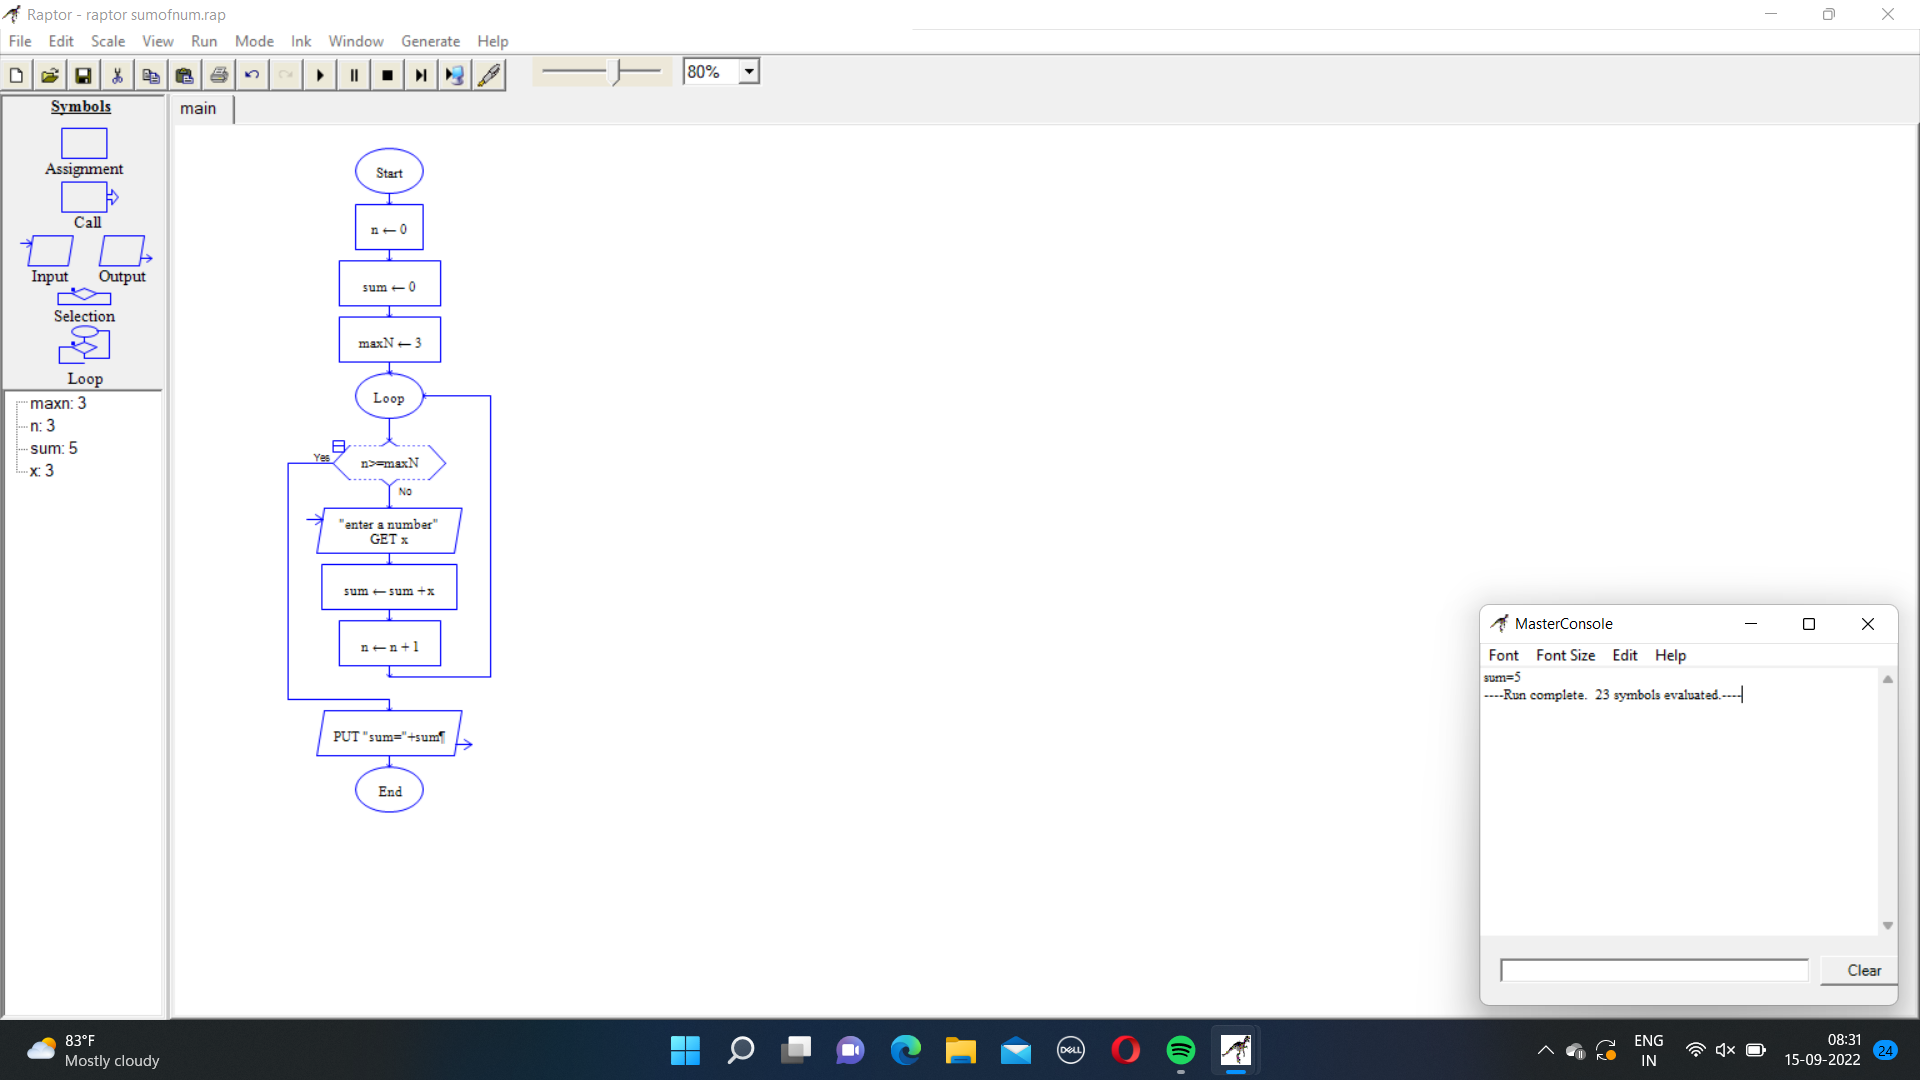 Raptor - raptor sumofnum.rap
File Edit Scale View Run Mode Ink Window Generate Help
80%
Symbols
Assignment
Call
Input Output
Selection
Loop
maxn: 3
n: 3
sum: 5
x: 3
main
Start
n ← 0
sum ← 0
maxN ← 3
Loop
n>=maxN
Yes
No
"enter a number"
GET x
sum ← sum +x
n ← n + 1
PUT "sum="+sum¶
End
MasterConsole
Font Font Size Edit Help
sum=5
----Run complete. 23 symbols evaluated.----
Clear
83°F
Mostly cloudy
DELL
ENG
IN
08:31
15-09-2022
24